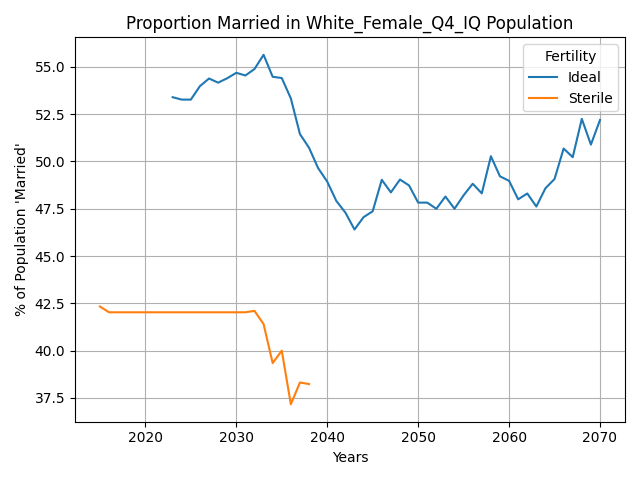 Proportion Married in White_Female_Q4_IQ Population
% of Population 'Married'
55.0
52.5
50.0
47.5
45.0
42.5
40.0
37.5
Fertility
Ideal
Sterile
2020 2030 2040 2050 2060 2070
Years